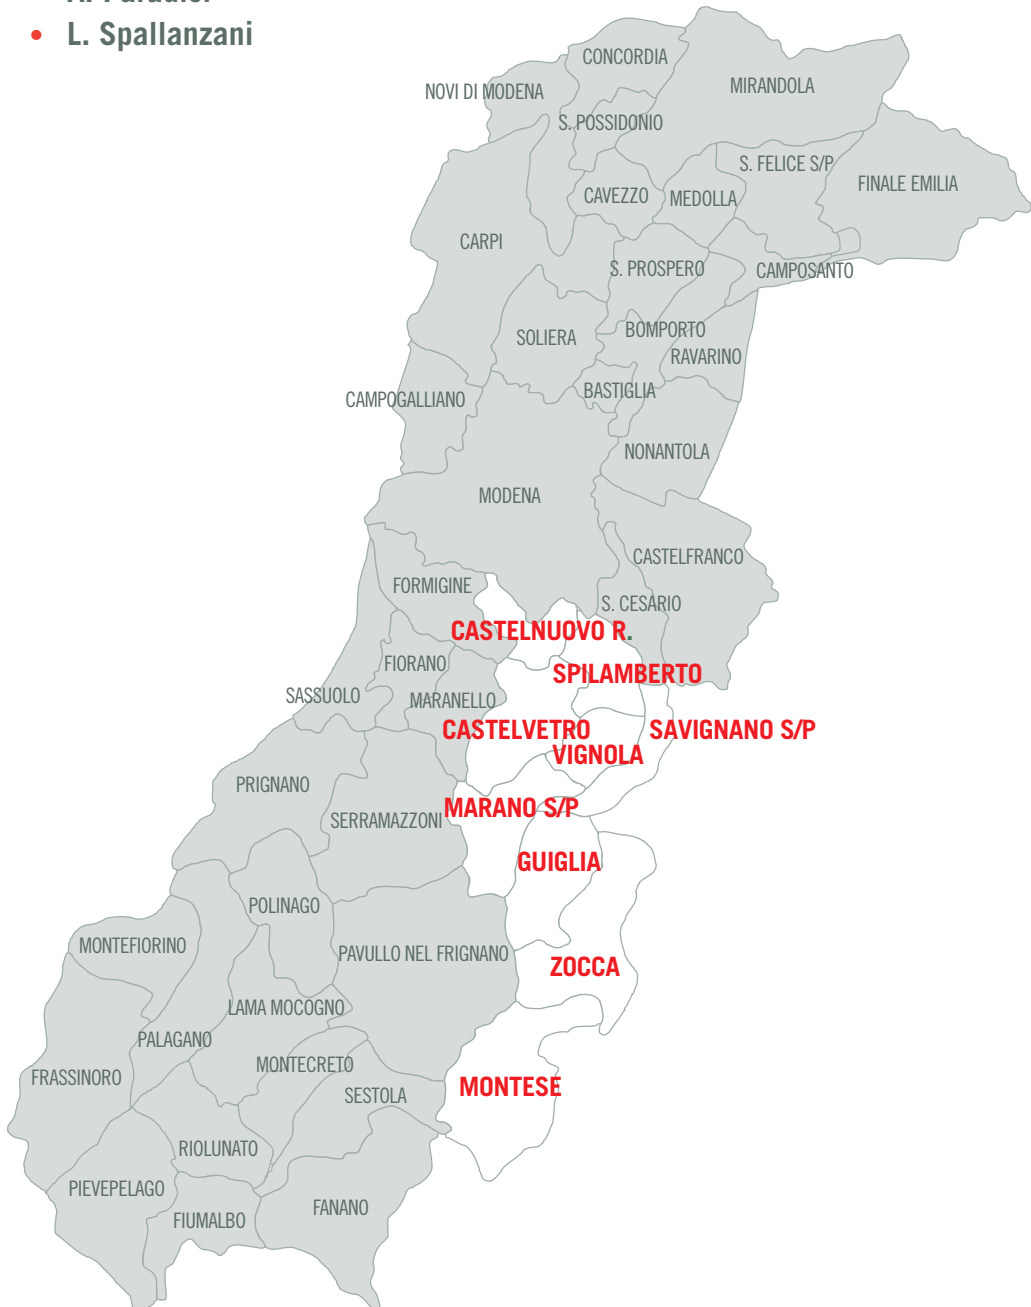 • L. Spallanzani
CONCORDIA
MIRANDOLA
NOVI DI MODENA
S. POSSIDONIO
S. FELICE S/P
FINALE EMILIA
CAVEZZO
MEDOLLA
CARPI
S. PROSPERO
CAMPOSANTO
SOLIERA
BOMPORTO
RAVARINO
BASTIGLIA
CAMPOGALLIANO
NONANTOLA
MODENA
CASTELFRANCO
FORMIGINE
S. CESARIO
CASTELNUOVO R.
FIORANO
SPILAMBERTO
SASSUOLO
MARANELLO
CASTELVETRO
SAVIGNANO S/P
VIGNOLA
PRIGNANO
MARANO S/P
SERRAMAZZONI
GUIGLIA
POLINAGO
MONTEFIORINO
PAVULLO NEL FRIGNANO
ZOCCA
LAMA MOCOGNO
PALAGANO
MONTECRETO
FRASSINORO
MONTESE
SESTOLA
RIOLUNATO
PIEVEPELAGO
FANANO
FIUMALBO